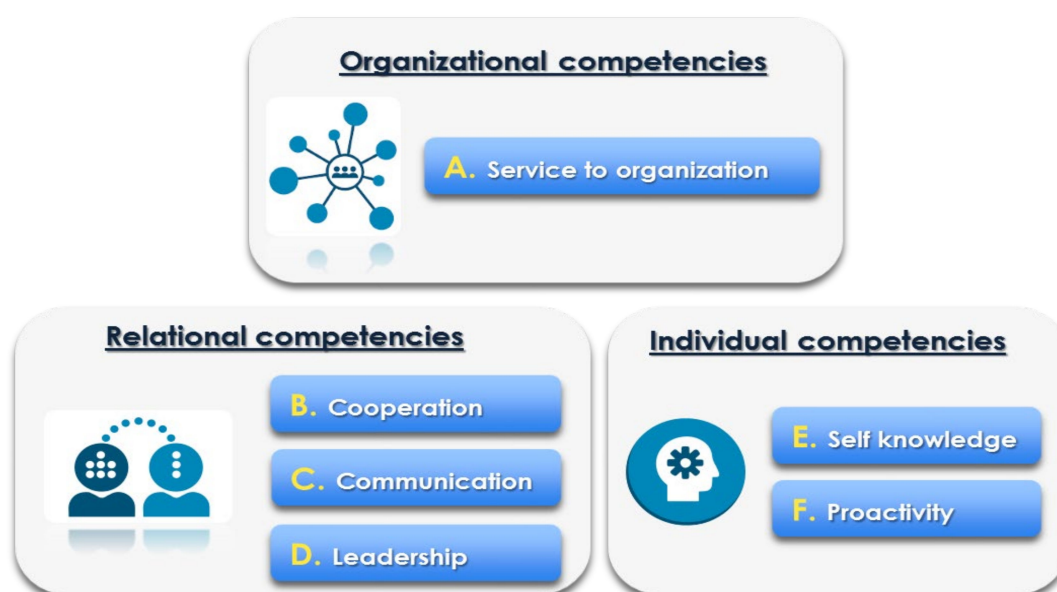 Organizational competencies
A. Service to organization
Relational competencies
B. Cooperation
C. Communication
D. Leadership
Individual competencies
E. Self knowledge
F. Proactivity